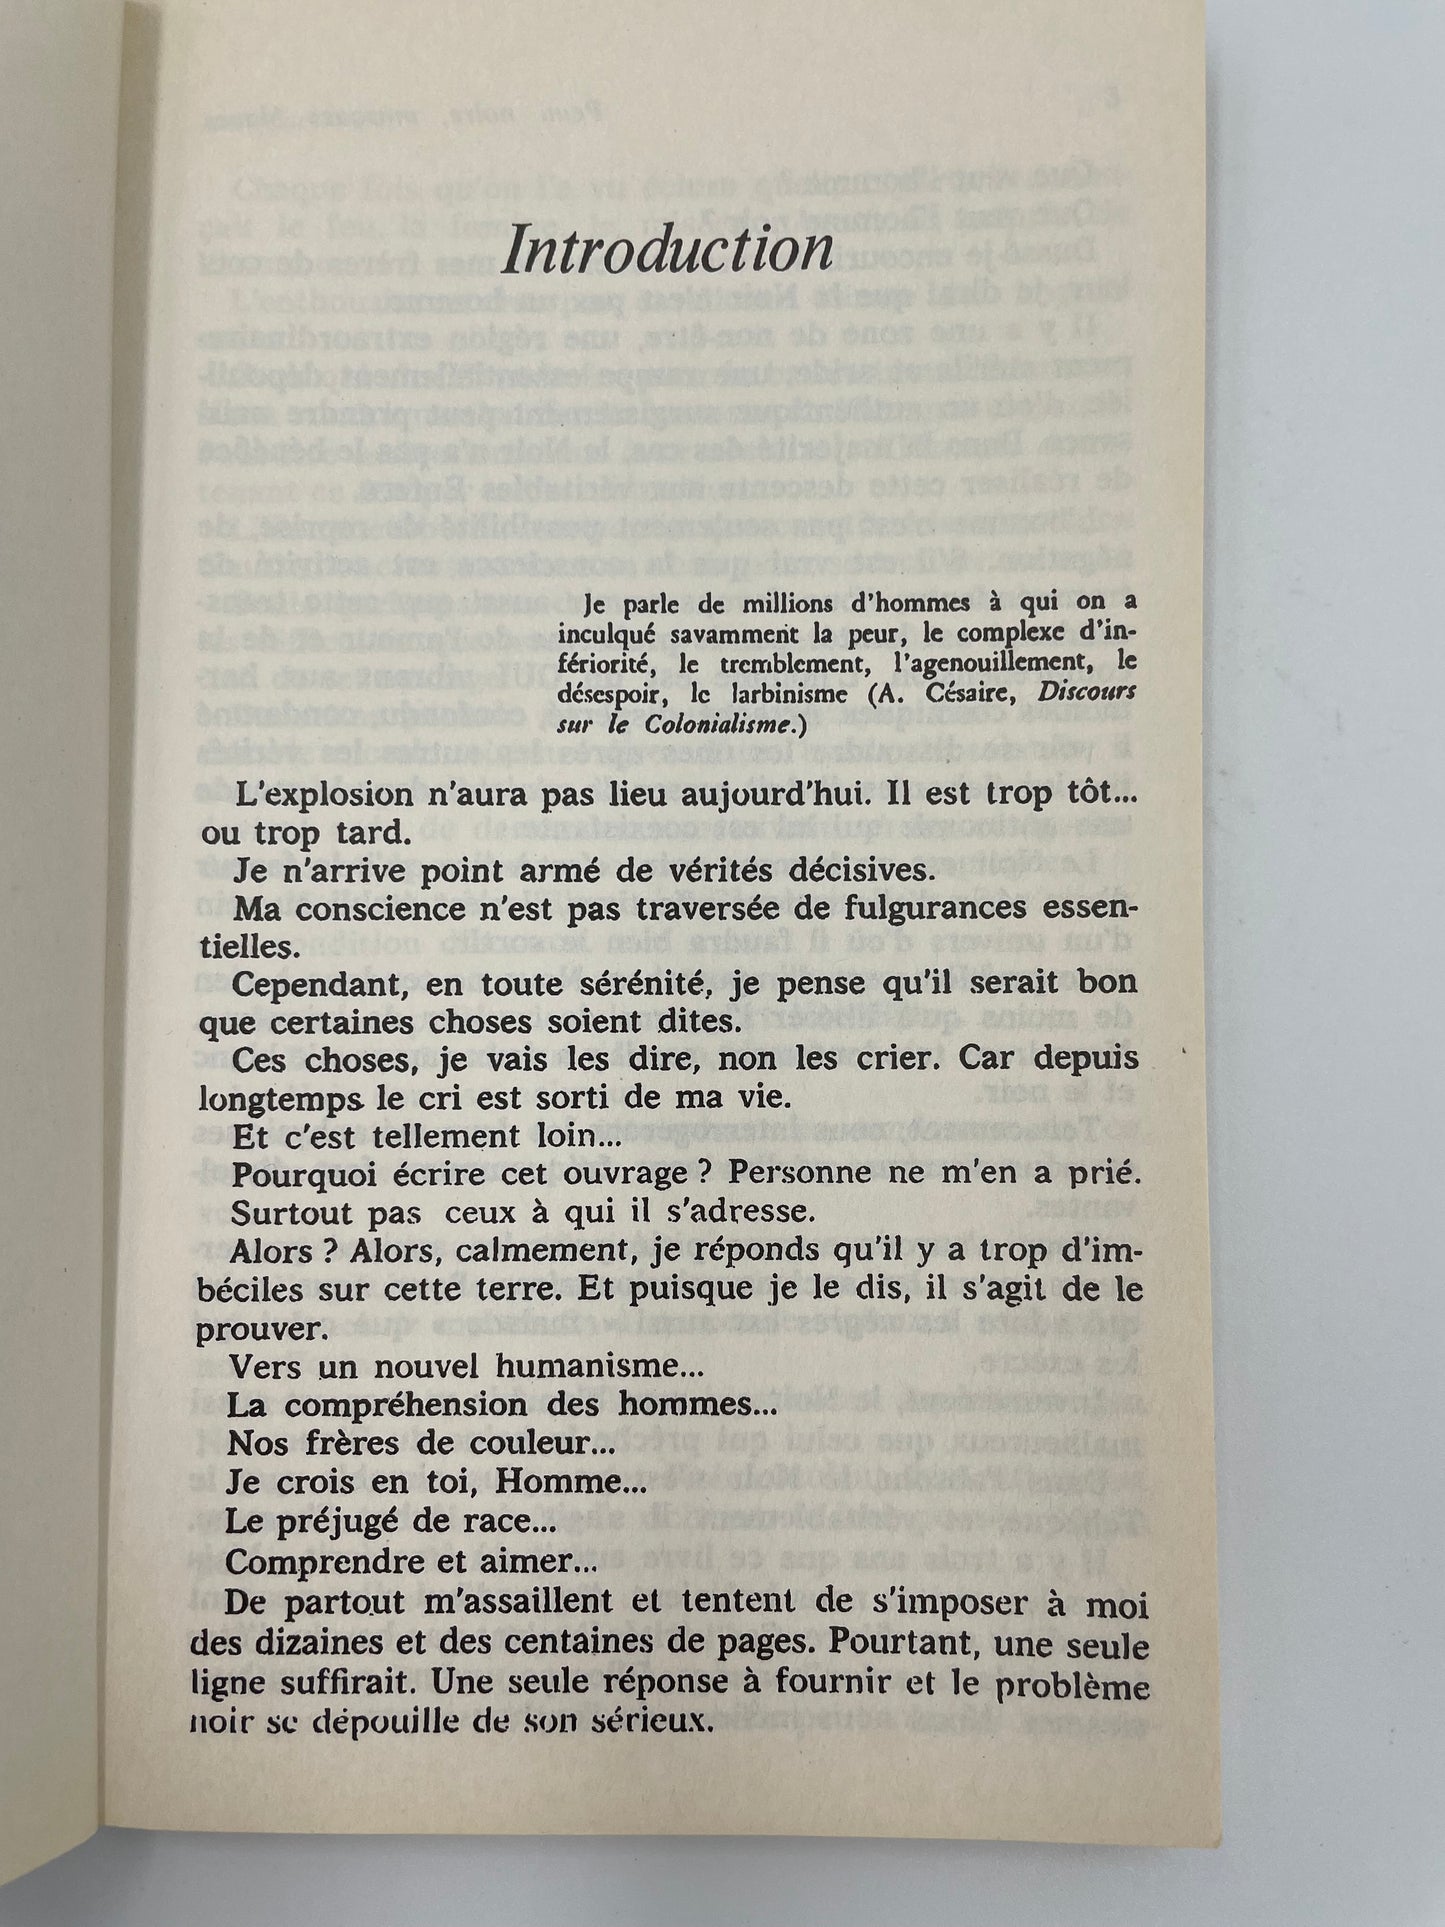 Introduction
Je parle de millions d'hommes à qui on a
inculqué savamment la peur, le complexe d'in-
fériorité, le tremblement, l'agenouillement, le
désespoir, le larbinisme (A. Césaire, Discours
sur le Colonialisme.)
L'explosion n'aura pas lieu aujourd'hui. Il est trop tôt...
ou trop tard.
Je n'arrive point armé de vérités décisives.
Ma conscience n'est pas traversée de fulgurances essen-
tielles.
Cependant, en toute sérénité, je pense qu'il serait bon
que certaines choses soient dites.
Ces choses, je vais les dire, non les crier. Car depuis
longtemps le cri est sorti de ma vie.
Et c'est tellement loin...
Pourquoi écrire cet ouvrage ? Personne ne m'en a prié.
Surtout pas ceux à qui il s'adresse.
Alors ? Alors, calmement, je réponds qu'il y a trop d'im-
béciles sur cette terre. Et puisque je le dis, il s'agit de le
prouver.
Vers un nouvel humanisme...
La compréhension des hommes...
Nos frères de couleur...
Je crois en toi, Homme...
Le préjugé de race...
Comprendre et aimer...
De partout m'assaillent et tentent de s'imposer à moi
des dizaines et des centaines de pages. Pourtant, une seule
ligne suffirait. Une seule réponse à fournir et le problème
noir se dépouille de son sérieux.